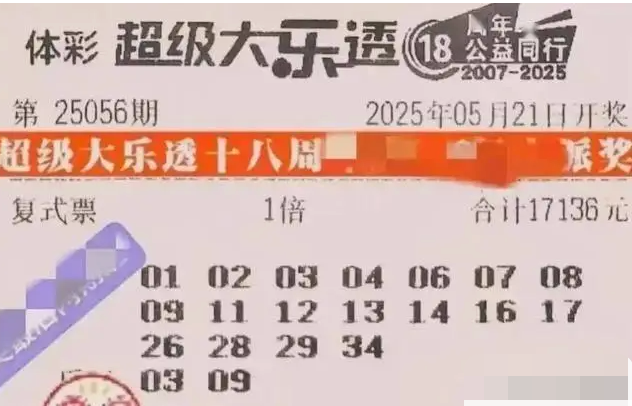 体彩 超级大乐透 18周年 公益同行 2007-2025
第 25056期 2025年05月21日开奖
超级大乐透十八周 派奖
复式票 1倍 合计17136元
01 02 03 04 06 07 08
09 11 12 13 14 16 17
26 28 29 34
03 09